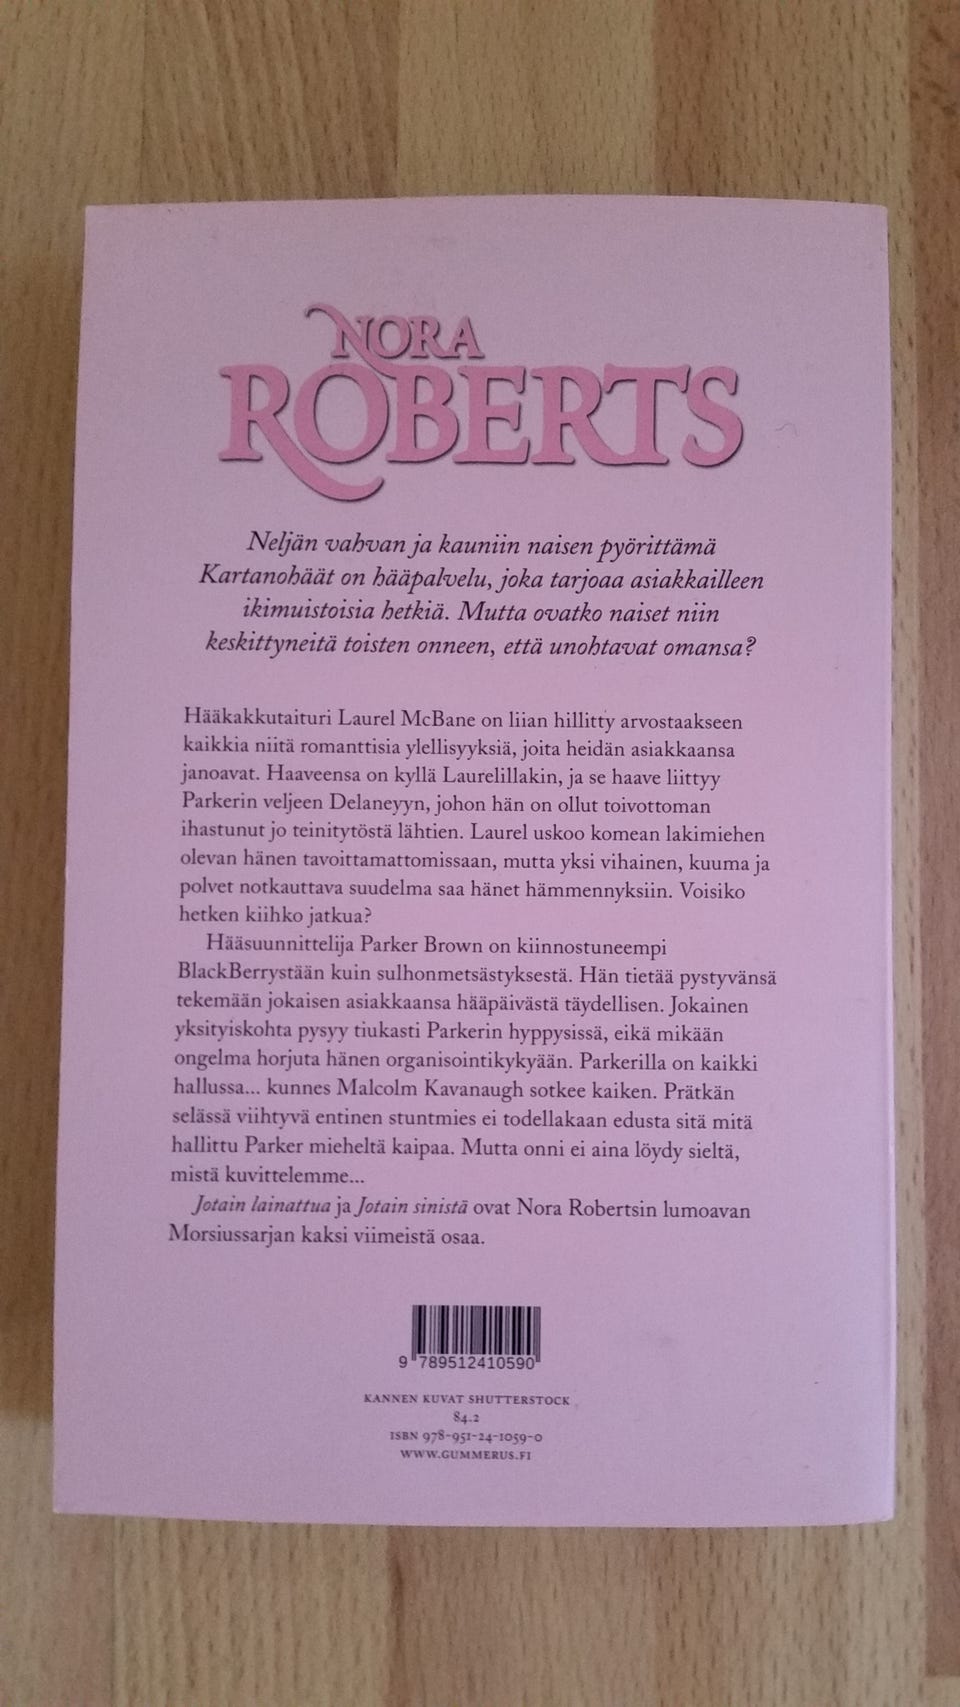 NORA
ROBERTS
Neljän vahvan ja kauniin naisen pyörittämä
Kartanohäät on hääpalvelu, joka tarjoaa asiakkailleen
ikimuistoisia hetkiä. Mutta ovatko naiset niin
keskittyneitä toisten onneen, että unohtavat omansa?
Hääkakkutaituri Laurel McBane on liian hillitty arvostaakseen
kaikkia niitä romanttisia ylellisyyksiä, joita heidän asiakkaansa
janoavat. Haaveensa on kyllä Laurelillakin, ja se haave liittyy
Parkerin veljeen Delaneyyn, johon hän on ollut toivottoman
ihastunut jo teinitytöstä lähtien. Laurel uskoo komean lakimiehen
olevan hänen tavoittamattomissaan, mutta yksi vihainen, kuuma ja
polvet notkauttava suudelma saa hänet hämmennyksiin. Voisiko
hetken kiihko jatkua?
Hääsuunnittelija Parker Brown on kiinnostuneempi
BlackBerrystään kuin sulhonmetsästyksestä. Hän tietää pystyvänsä
tekemään jokaisen asiakkaansa hääpäivästä täydellisen. Jokainen
yksityiskohta pysyy tiukasti Parkerin hyppysissä, eikä mikään
ongelma horjuta hänen organisointikykyään. Parkerilla on kaikki
hallussa... kunnes Malcolm Kavanaugh sotkee kaiken. Prätkän
selässä viihtyvä entinen stuntmies ei todellakaan edusta sitä mitä
hallittu Parker mieheltä kaipaa. Mutta onni ei aina löydy sieltä,
mistä kuvittelemme...
Jotain lainattua ja Jotain sinistä ovat Nora Robertsin lumoavan
Morsiussarjan kaksi viimeistä osaa.
9 789512410590
KANNEN KUVAT SHUTTERSTOCK
84.2
ISBN 978-951-24-1059-0
WWW.GUMMERUS.FI